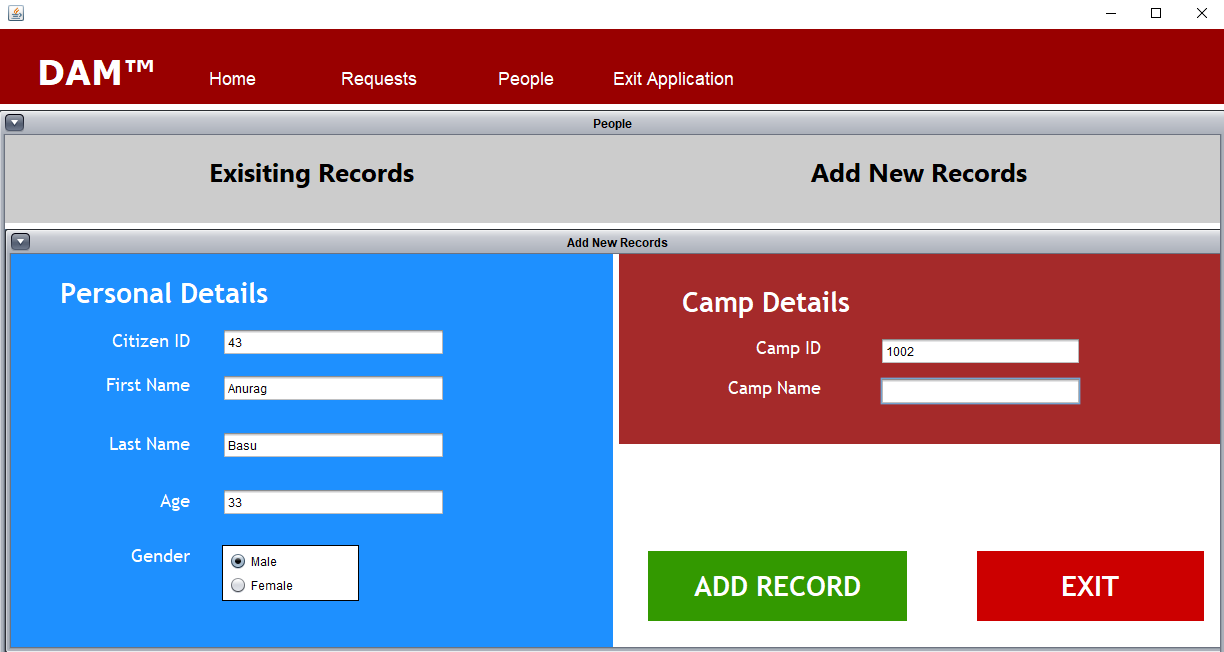 DAM™ Home Requests People Exit Application
People
Exisiting Records Add New Records
Add New Records
Personal Details
Citizen ID 43
First Name Anurag
Last Name Basu
Age 33
Gender Male
Female
Camp Details
Camp ID 1002
Camp Name
ADD RECORD EXIT